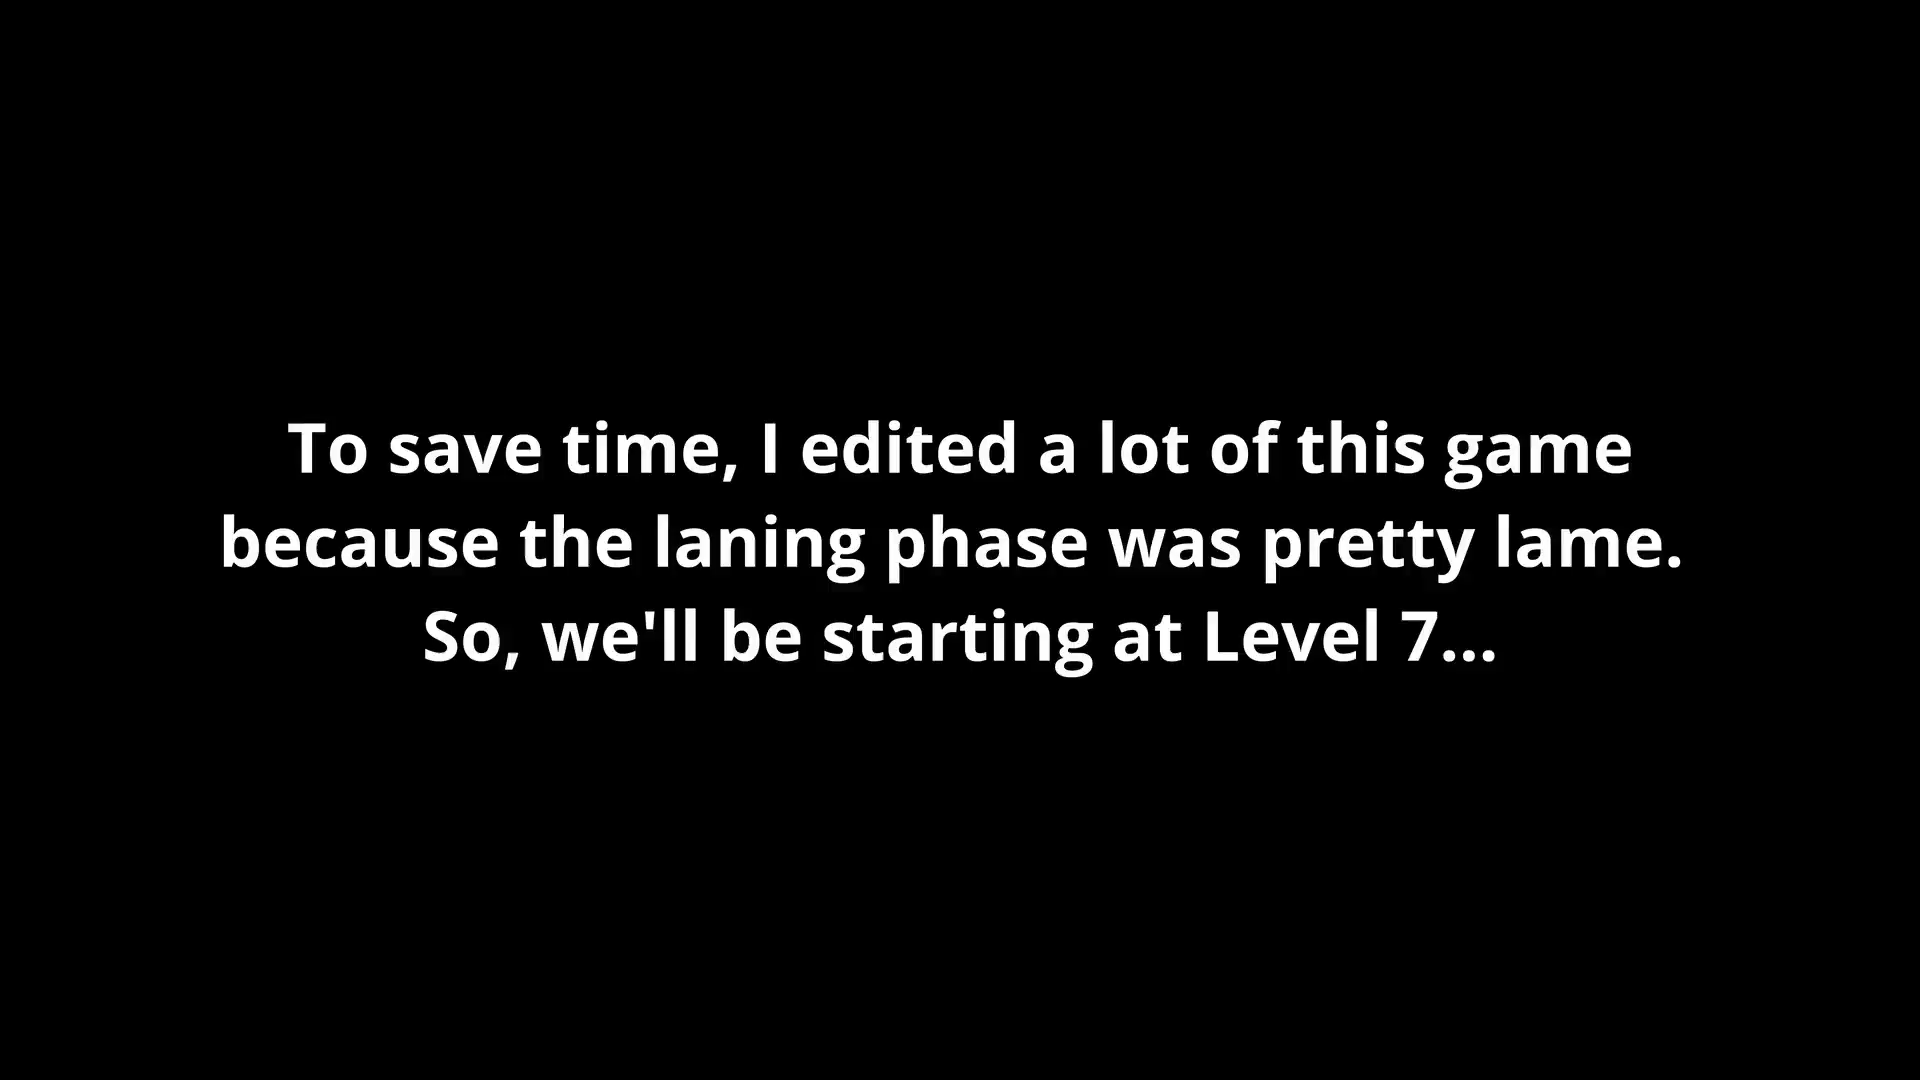 To save time, I edited a lot of this game
because the laning phase was pretty lame.
So, we'll be starting at Level 7...